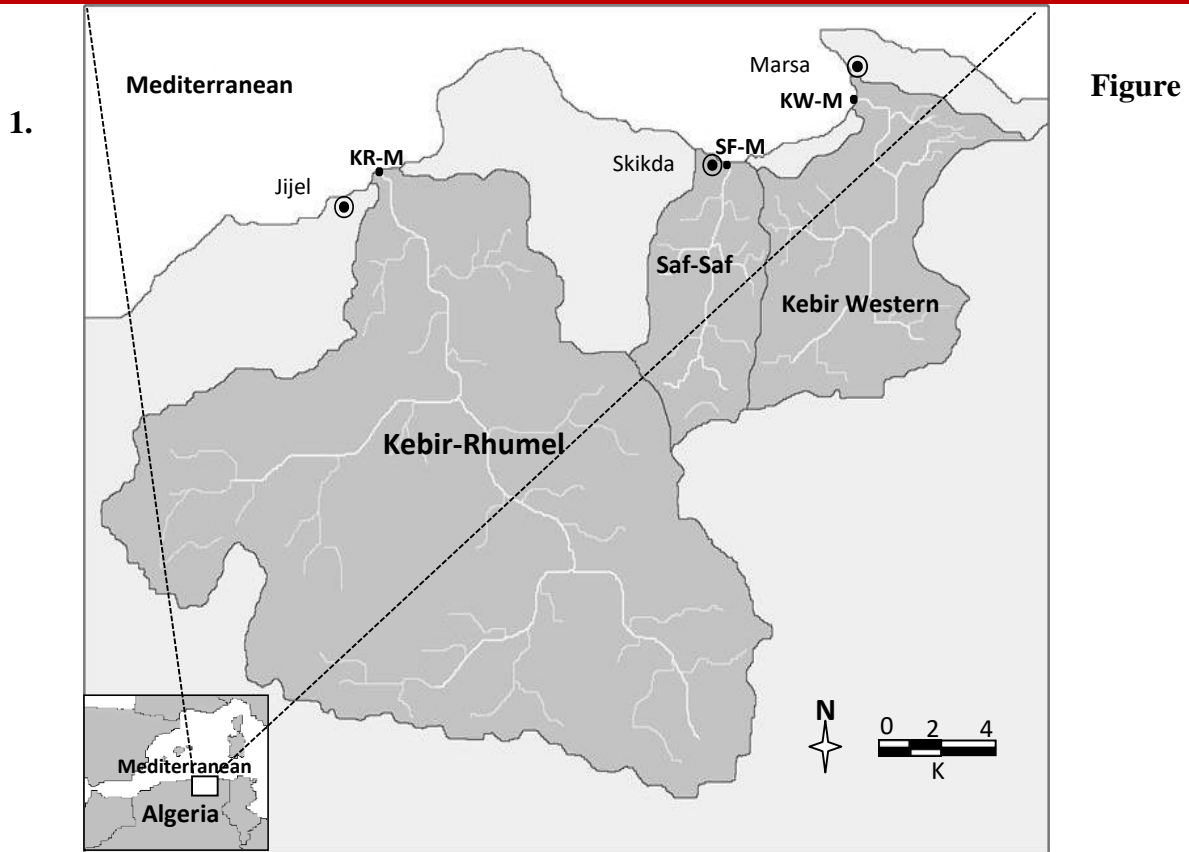 Figure
1.
Mediterranean
Marsa
KW-M
KR-M
Skikda
SF-M
Jijel
Saf-Saf
Kebir Western
Kebir-Rhumel
N
0 2 4
K
Mediterranean
Algeria